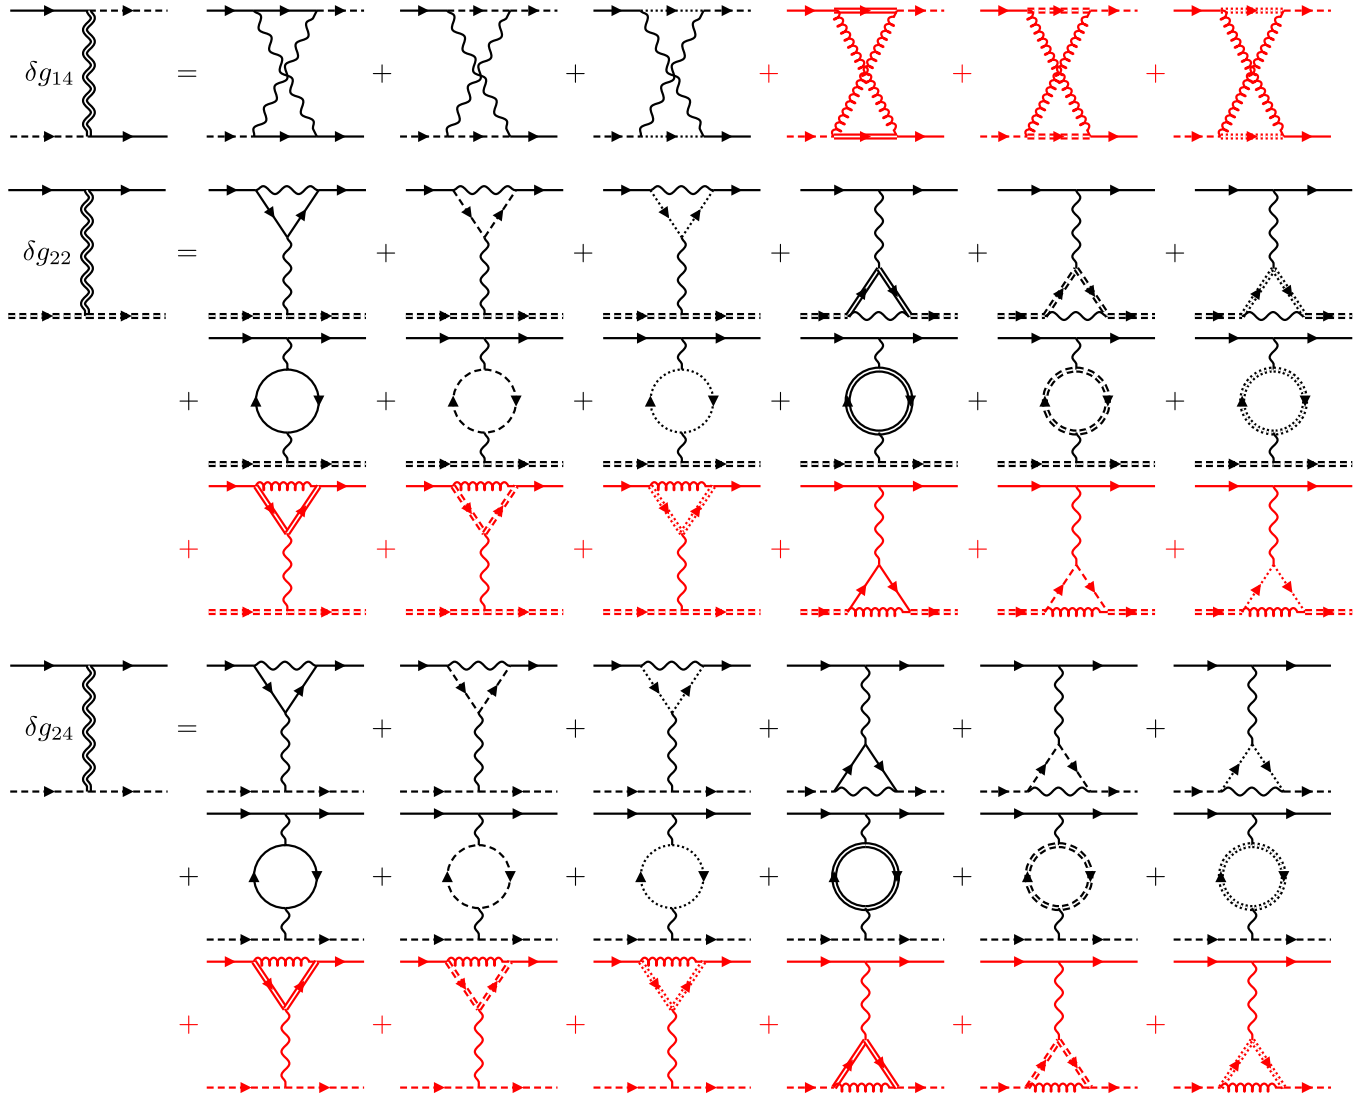 δg₁₄ = + + + + +
δg₂₂ = + + + + +
+ + + + + +
+ + + + + +
δg₂₄ = + + + + +
+ + + + + +
+ + + + + +